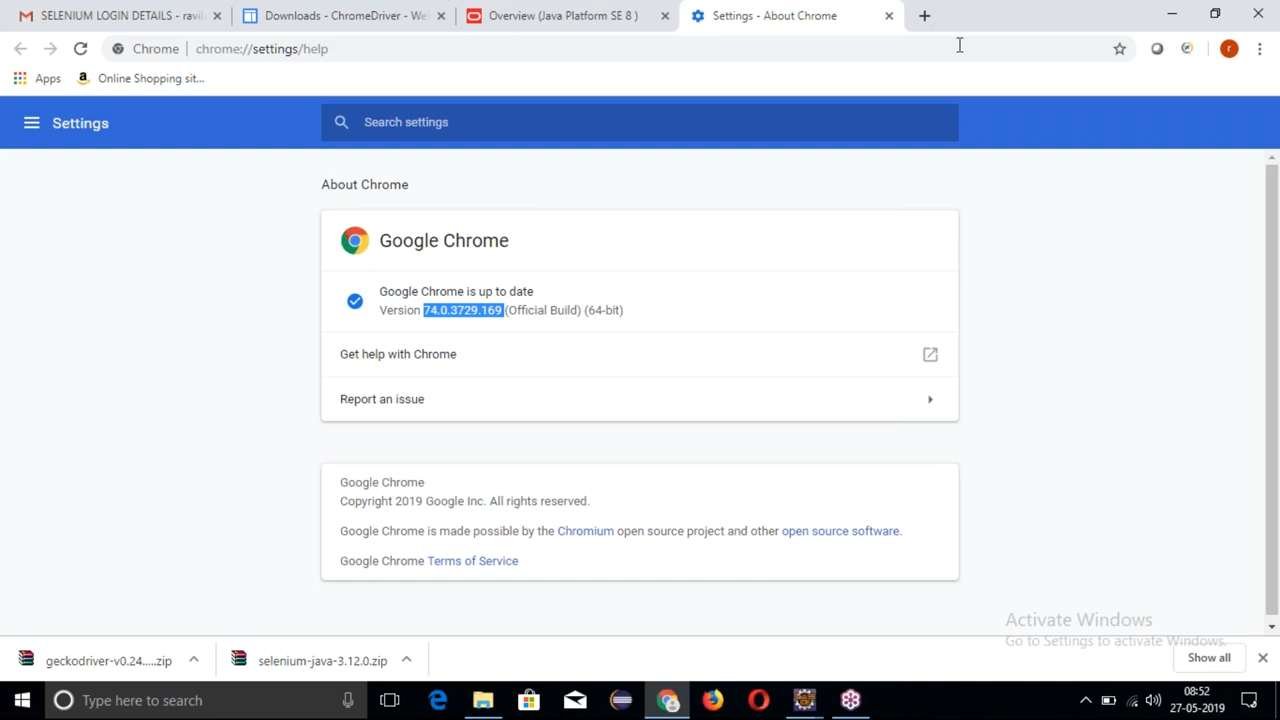 SELENIUM LOGIN DETAILS - ravila
Downloads - ChromeDriver - Web
Overview (Java Platform SE 8 )
Settings - About Chrome
Chrome
chrome://settings/help
Apps
Online Shopping sit...
Settings
Search settings
About Chrome
Google Chrome
Google Chrome is up to date
Version 74.0.3729.169 (Official Build) (64-bit)
Get help with Chrome
Report an issue
Google Chrome
Copyright 2019 Google Inc. All rights reserved.
Google Chrome is made possible by the Chromium open source project and other open source software.
Google Chrome Terms of Service
Activate Windows
Go to Settings to activate Windows.
geckodriver-v0.24.....zip
selenium-java-3.12.0.zip
Show all
Type here to search
08:52
27-05-2019